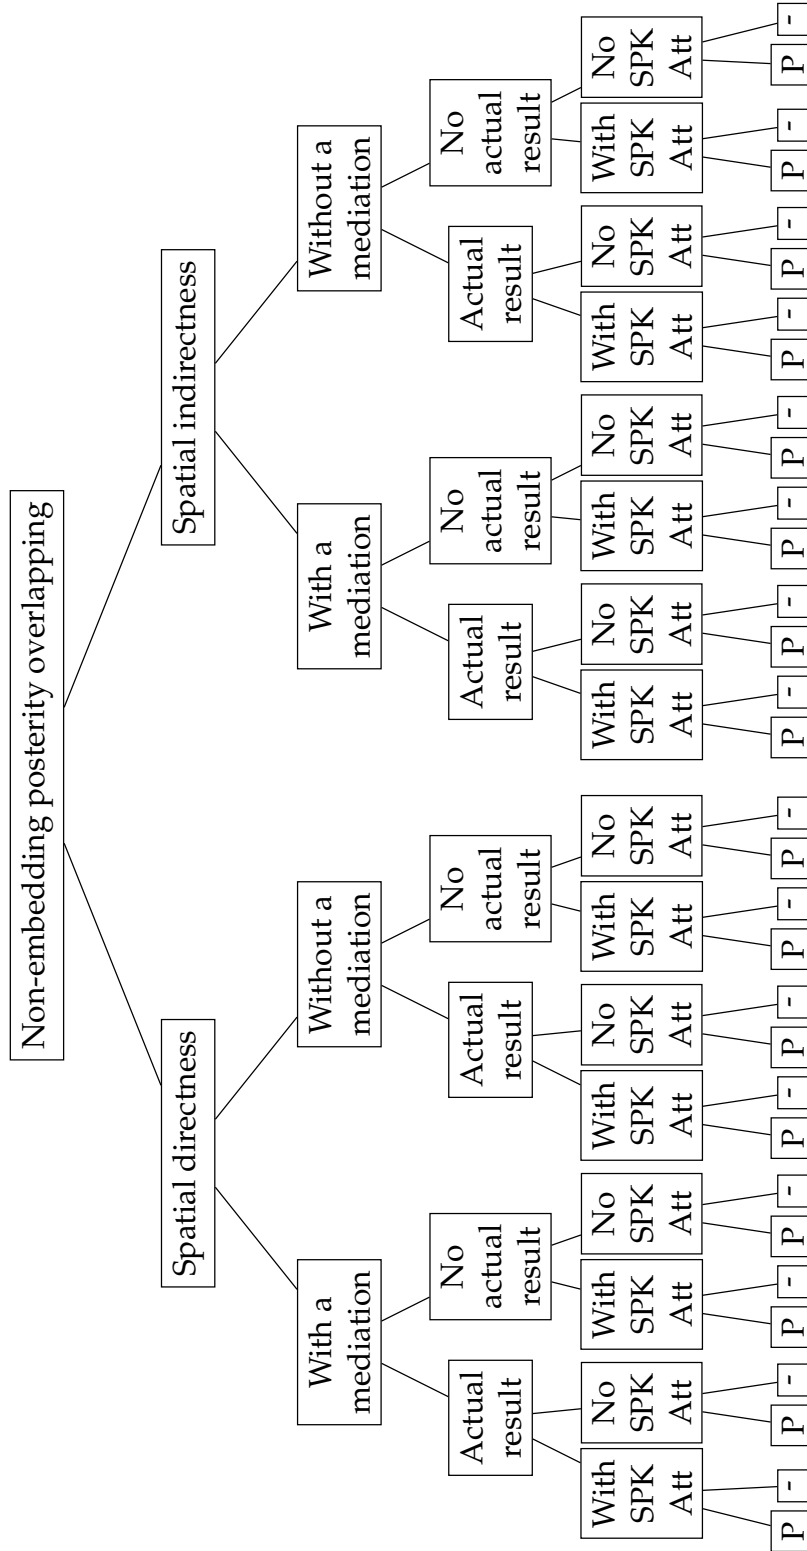 Non-embedding posterity overlapping
Spatial directness
Spatial indirectness
With a
mediation
Without a
mediation
With a
mediation
Without a
mediation
Actual
result
No
actual
result
Actual
result
No
actual
result
Actual
result
No
actual
result
Actual
result
No
actual
result
With
SPK
Att
No
SPK
Att
With
SPK
Att
No
SPK
Att
With
SPK
Att
No
SPK
Att
With
SPK
Att
No
SPK
Att
With
SPK
Att
No
SPK
Att
With
SPK
Att
No
SPK
Att
With
SPK
Att
No
SPK
Att
With
SPK
Att
No
SPK
Att
P
-
P
-
P
-
P
-
P
-
P
-
P
-
P
-
P
-
P
-
P
-
P
-
P
-
P
-
P
-
P
-